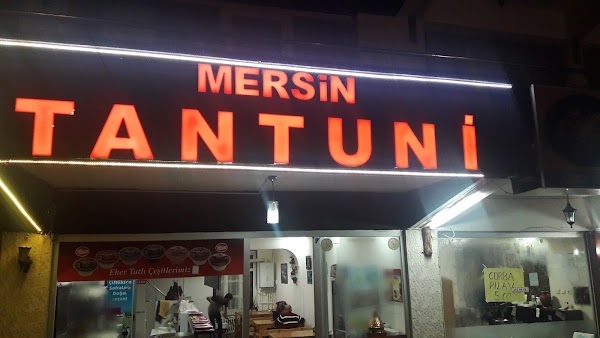 MERSiN
TANTUNİ
Eker Tatlı Çeşitlerimiz
ÇORBA
PİLAV